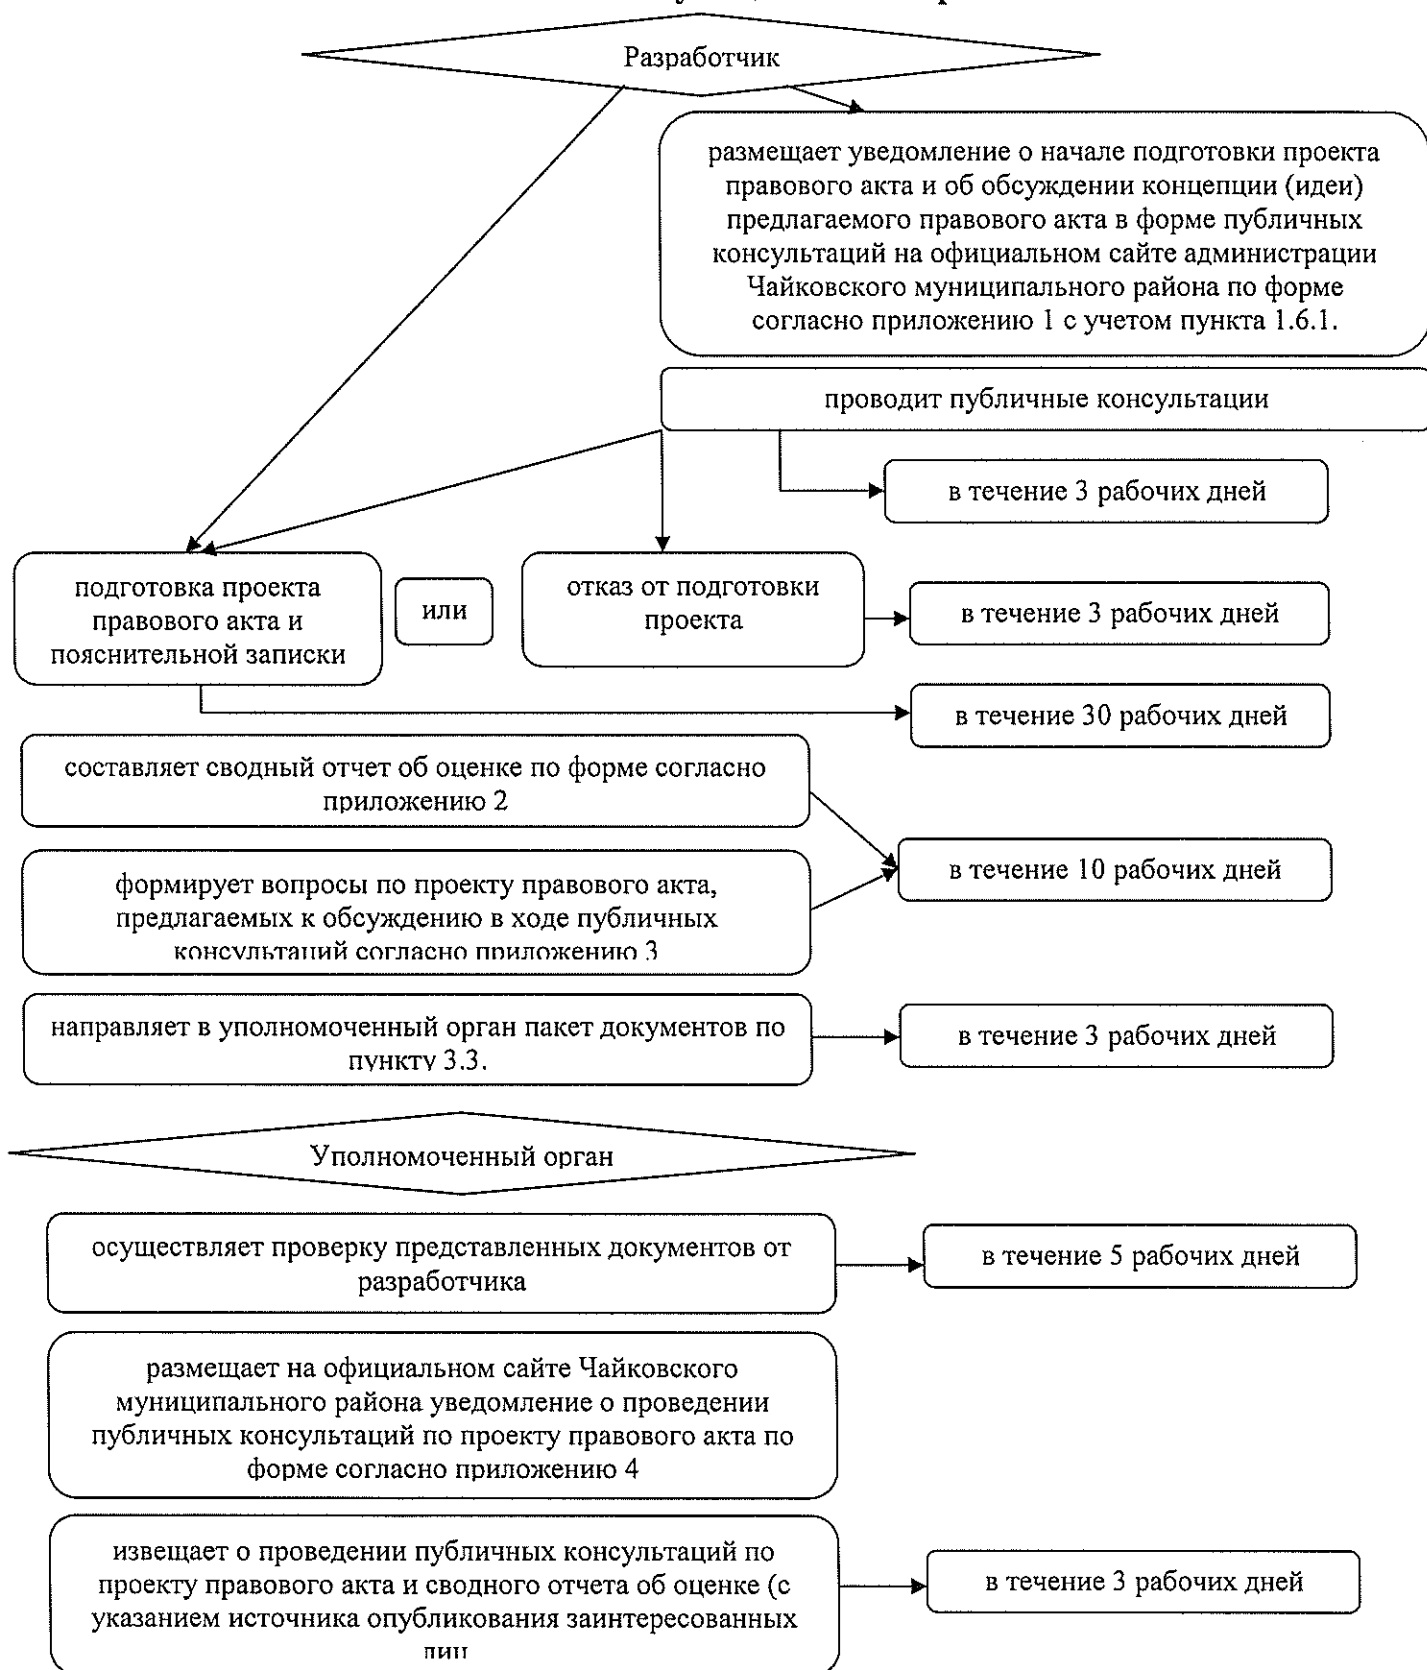 Разработчик
размещает уведомление о начале подготовки проекта
правового акта и об обсуждении концепции (идеи)
предлагаемого правового акта в форме публичных
консультаций на официальном сайте администрации
Чайковского муниципального района по форме
согласно приложению 1 с учетом пункта 1.6.1.
проводит публичные консультации
в течение 3 рабочих дней
подготовка проекта
правового акта и
пояснительной записки
или
отказ от подготовки
проекта
в течение 3 рабочих дней
в течение 30 рабочих дней
составляет сводный отчет об оценке по форме согласно
приложению 2
формирует вопросы по проекту правового акта,
предлагаемых к обсуждению в ходе публичных
консультаций согласно приложению 3
в течение 10 рабочих дней
направляет в уполномоченный орган пакет документов по
пункту 3.3.
в течение 3 рабочих дней
Уполномоченный орган
осуществляет проверку представленных документов от
разработчика
в течение 5 рабочих дней
размещает на официальном сайте Чайковского
муниципального района уведомление о проведении
публичных консультаций по проекту правового акта по
форме согласно приложению 4
извещает о проведении публичных консультаций по
проекту правового акта и сводного отчета об оценке (с
указанием источника опубликования заинтересованных
лиц
в течение 3 рабочих дней